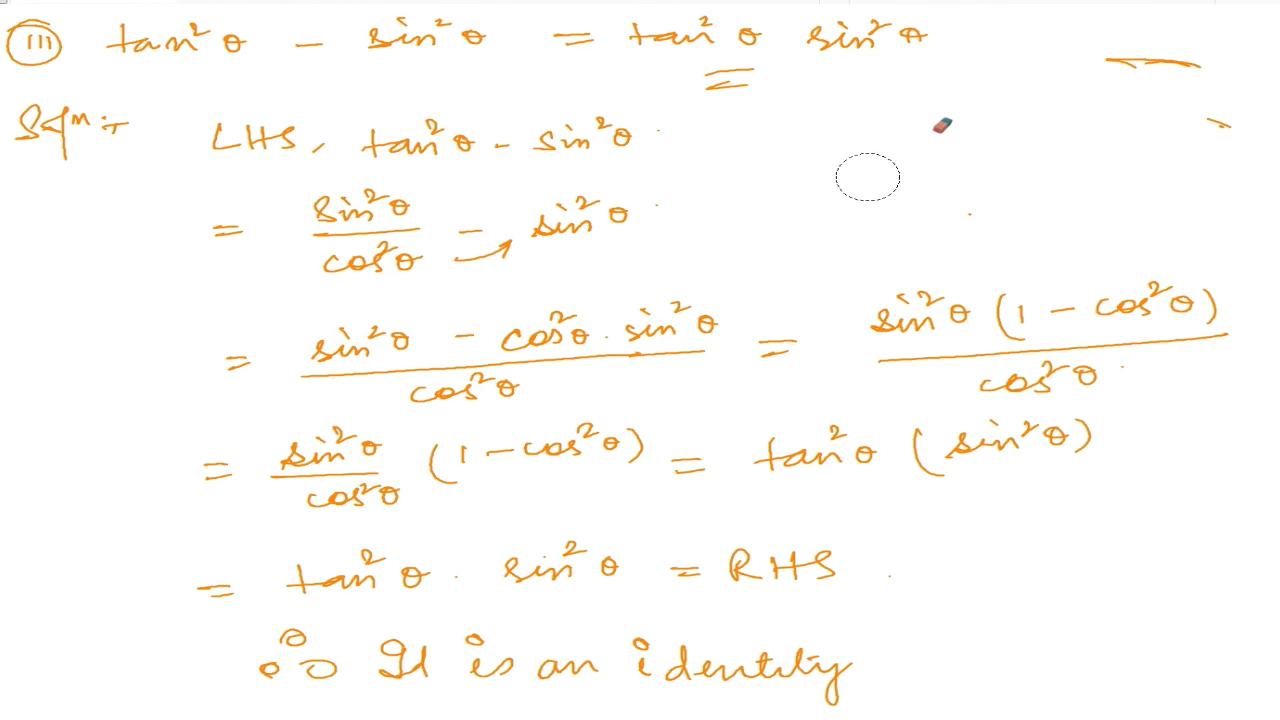 (III) tan²θ - sin²θ = tan²θ sin²θ
Solⁿ:- LHS, tan²θ - sin²θ
= sin²θ/cos²θ - sin²θ
= (sin²θ - cos²θ . sin²θ)/cos²θ = sin²θ (1 - cos²θ)/cos²θ
= sin²θ/cos²θ (1 - cos²θ) = tan²θ (sin²θ)
= tan²θ . sin²θ = RHS
∴ It is an identity